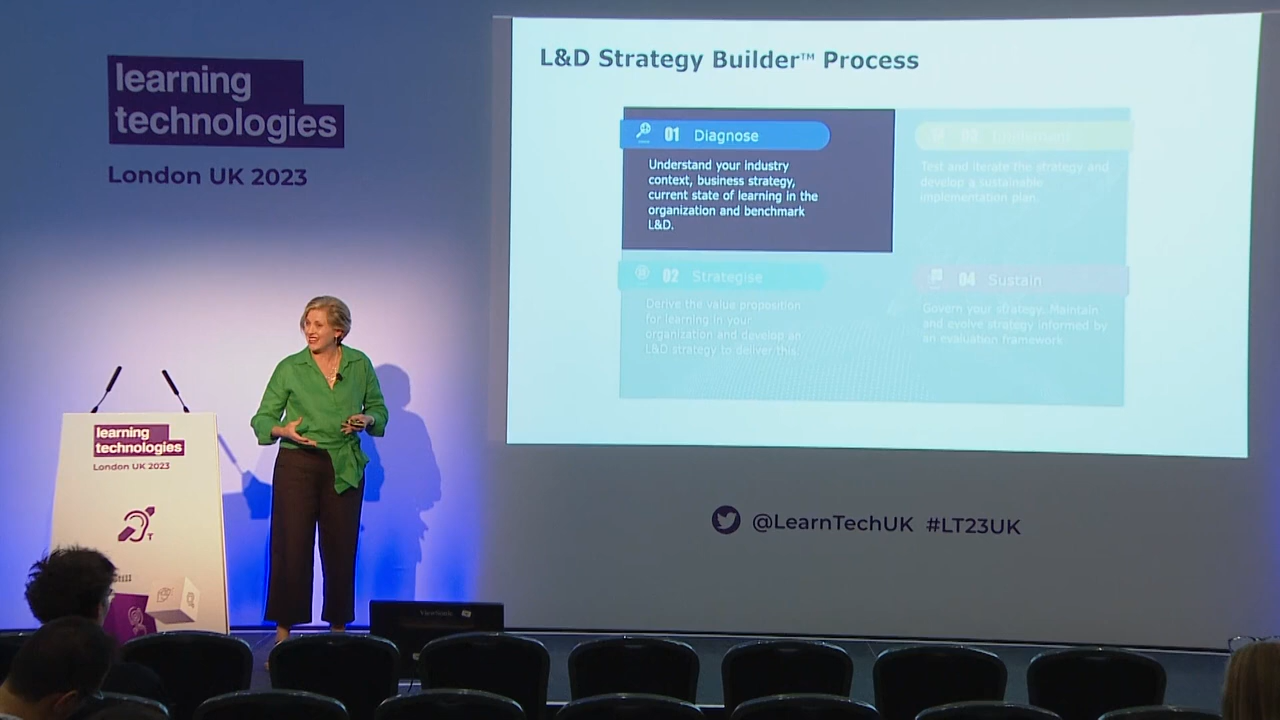 learning
technologies
London UK 2023
L&D Strategy Builder™ Process
01 Diagnose
Understand your industry
context, business strategy,
current state of learning in the
organization and benchmark
L&D.
02 Strategise
Derive the value proposition
for learning in your
organization and develop an
L&D strategy to deliver this.
Test and iterate the strategy and
develop a sustainable
implementation plan.
04 Sustain
Govern your strategy. Maintain
and evolve strategy informed by
an evaluation framework
@LearnTechUK #LT23UK
learning
technologies
London UK 2023
T
ViewSonic